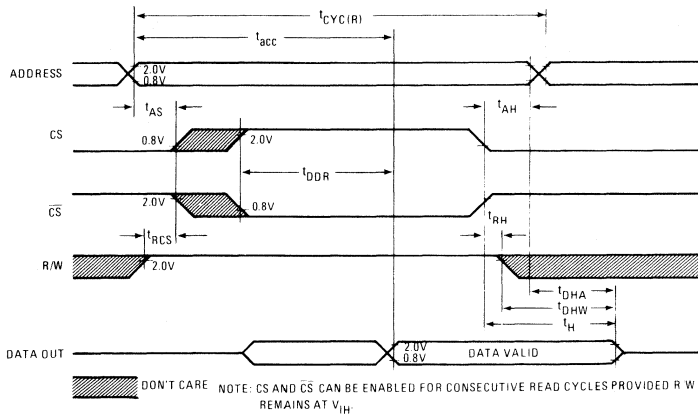 tCYC(R)
tacc
ADDRESS
2.0V
0.8V
tAS
tAH
CS
0.8V
2.0V
tDDR
CS
2.0V
0.8V
tRH
tRCS
R/W
2.0V
tDHA
tDHW
tH
DATA OUT
2.0V
0.8V
DATA VALID
DON'T CARE
NOTE: CS AND CS CAN BE ENABLED FOR CONSECUTIVE READ CYCLES PROVIDED R W
REMAINS AT VIH.